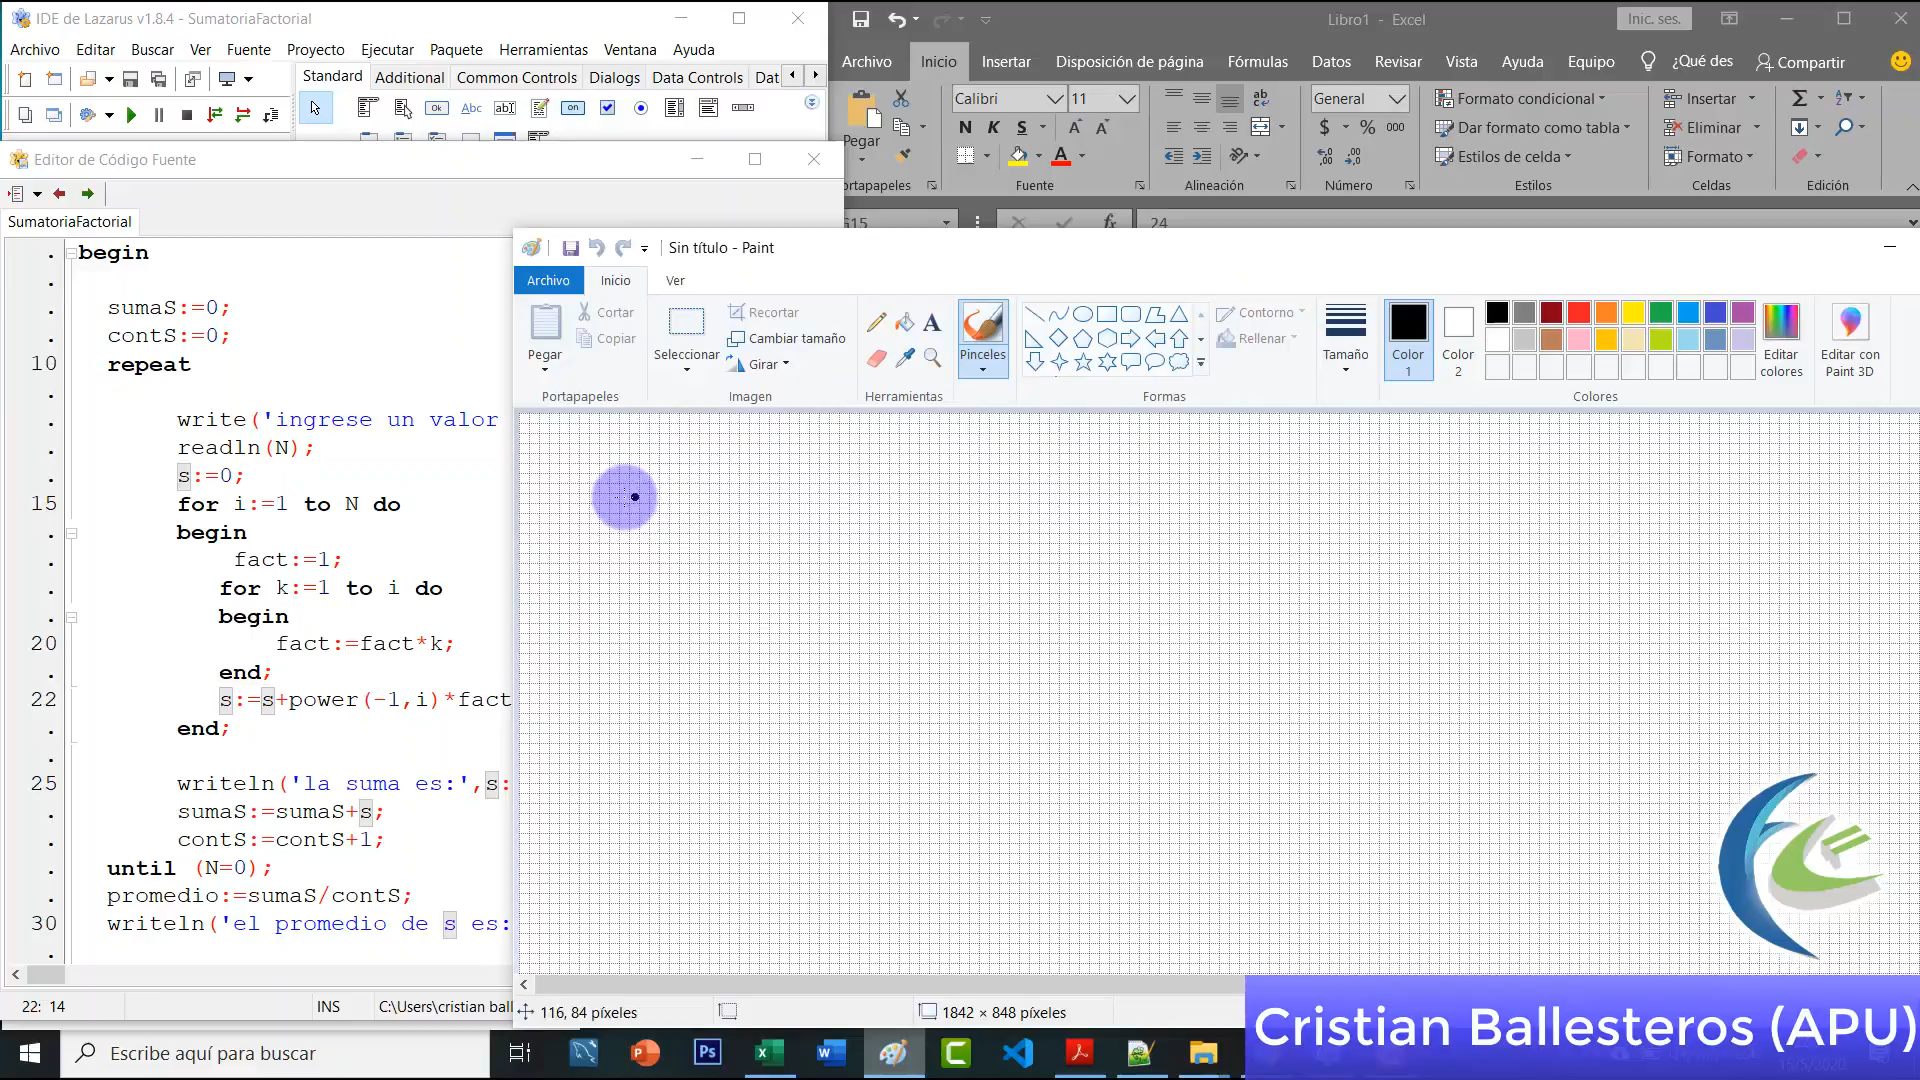 IDE de Lazarus v1.8.4 - SumatoriaFactorial
Archivo Editar Buscar Ver Fuente Proyecto Ejecutar Paquete Herramientas Ventana Ayuda
Standard Additional Common Controls Dialogs Data Controls Dat
Ok Abc ab on
Editor de Código Fuente
SumatoriaFactorial
begin
sumaS:=0;
contS:=0;
10 repeat
write('ingrese un valor
readln(N);
s:=0;
15 for i:=1 to N do
begin
fact:=1;
for k:=1 to i do
begin
20 fact:=fact*k;
end;
22 s:=s+power(-1,i)*fact
end;
25 writeln('la suma es:',s:
sumaS:=sumaS+s;
contS:=contS+1;
until (N=0);
promedio:=sumaS/contS;
30 writeln('el promedio de s es:
22: 14 INS C:\Users\cristian ball
Libro1 - Excel Inic. ses.
Archivo Inicio Insertar Disposición de página Fórmulas Datos Revisar Vista Ayuda Equipo ¿Qué des Compartir
Pegar Calibri 11 General Formato condicional Insertar
N K S $ % 000 Dar formato como tabla Eliminar
Estilos de celda Formato
ortapapeles Fuente Alineación Número Estilos Celdas Edición
G15 fx 24
Sin título - Paint
Archivo Inicio Ver
Pegar Cortar Copiar Seleccionar Recortar Cambiar tamaño Girar Pinceles Contorno Rellenar Tamaño Color 1 Color 2 Editar colores Editar con Paint 3D
Portapapeles Imagen Herramientas Formas Colores
116, 84 píxeles 1842 × 848 píxeles
Cristian Ballesteros (APU)
Escribe aquí para buscar